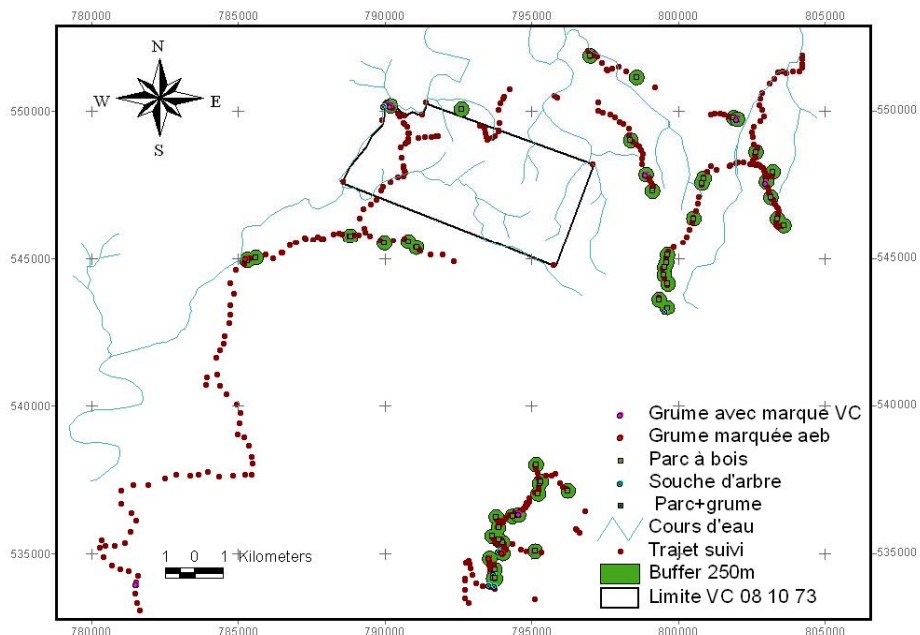 780000 785000 790000 795000 800000 805000
N
W E
S
550000 550000
545000 545000
540000 540000
535000 535000
Grume avec marque VC
Grume marquée aeb
Parc à bois
Souche d'arbre
Parc+grume
Cours d'eau
Trajet suivi
Buffer 250m
Limite VC 08 10 73
1 0 1 Kilometers
780000 785000 790000 795000 800000 805000